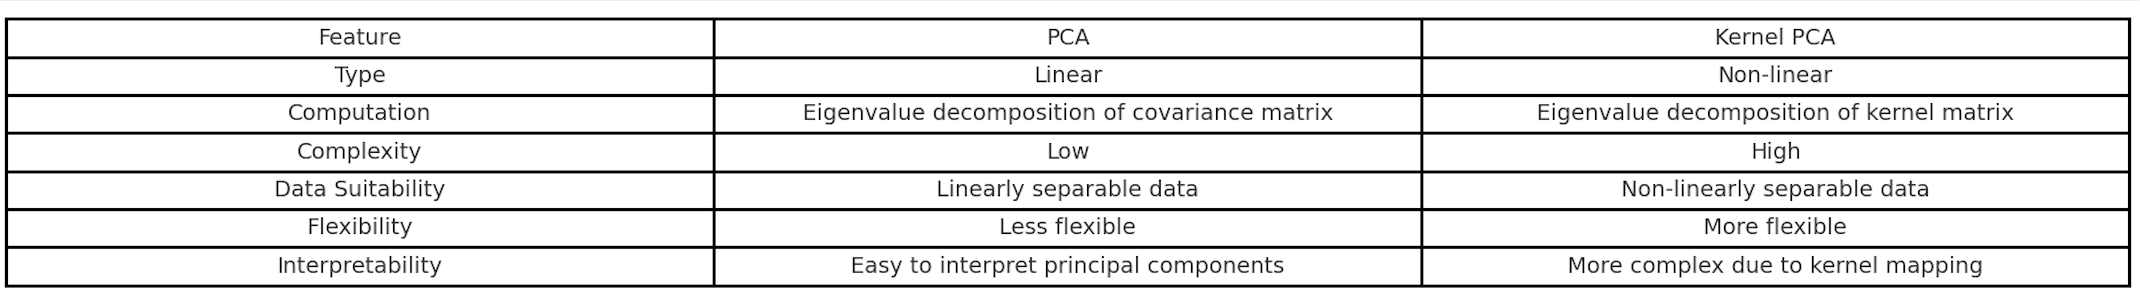 Feature PCA Kernel PCA
Type Linear Non-linear
Computation Eigenvalue decomposition of covariance matrix Eigenvalue decomposition of kernel matrix
Complexity Low High
Data Suitability Linearly separable data Non-linearly separable data
Flexibility Less flexible More flexible
Interpretability Easy to interpret principal components More complex due to kernel mapping